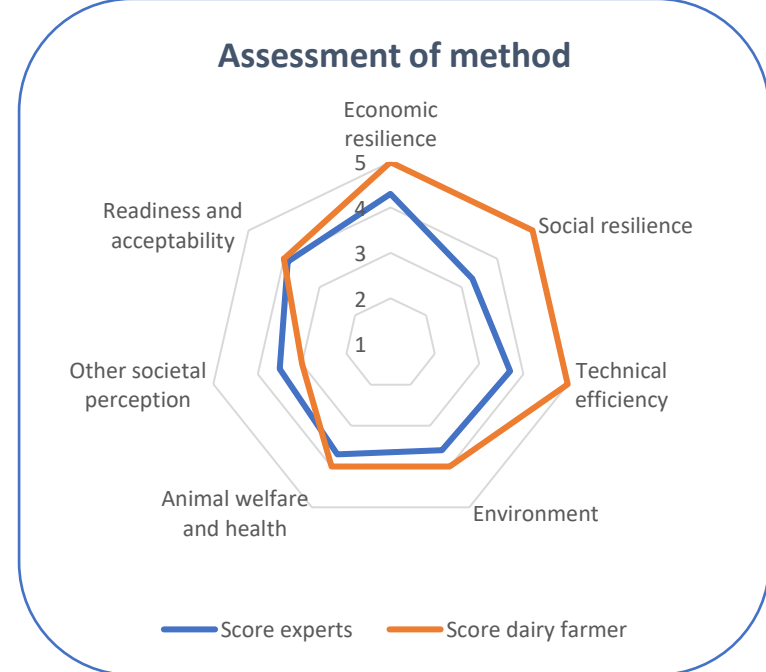 Assessment of method
Economic
resilience
5
4
3
2
1
Readiness and
acceptability
Social resilience
Other societal
perception
Technical
efficiency
Animal welfare
and health
Environment
Score experts
Score dairy farmer